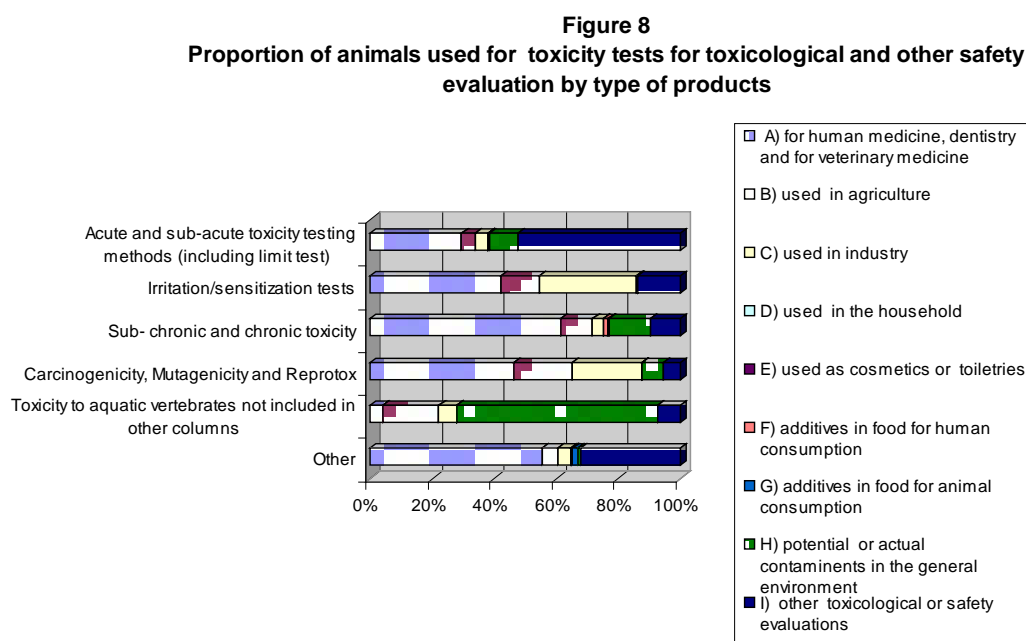 Figure 8
Proportion of animals used for toxicity tests for toxicological and other safety
evaluation by type of products
Acute and sub-acute toxicity testing
methods (including limit test)
Irritation/sensitization tests
Sub- chronic and chronic toxicity
Carcinogenicity, Mutagenicity and Reprotox
Toxicity to aquatic vertebrates not included in
other columns
Other
0% 20% 40% 60% 80% 100%
A) for human medicine, dentistry
and for veterinary medicine
B) used in agriculture
C) used in industry
D) used in the household
E) used as cosmetics or toiletries
F) additives in food for human
consumption
G) additives in food for animal
consumption
H) potential or actual
contaminents in the general
environment
I) other toxicological or safety
evaluations